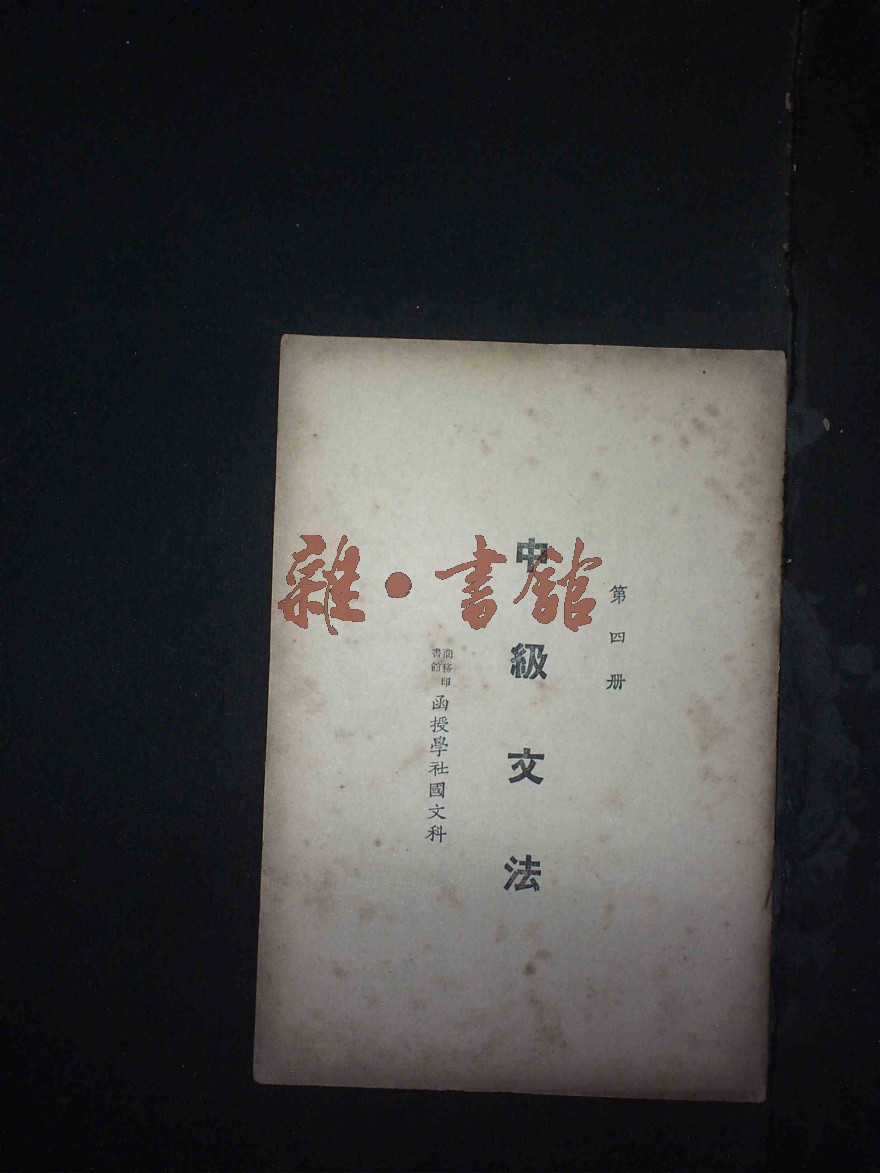 第四册
中級文法
商務印書館
函授學社國文科
雜·書館